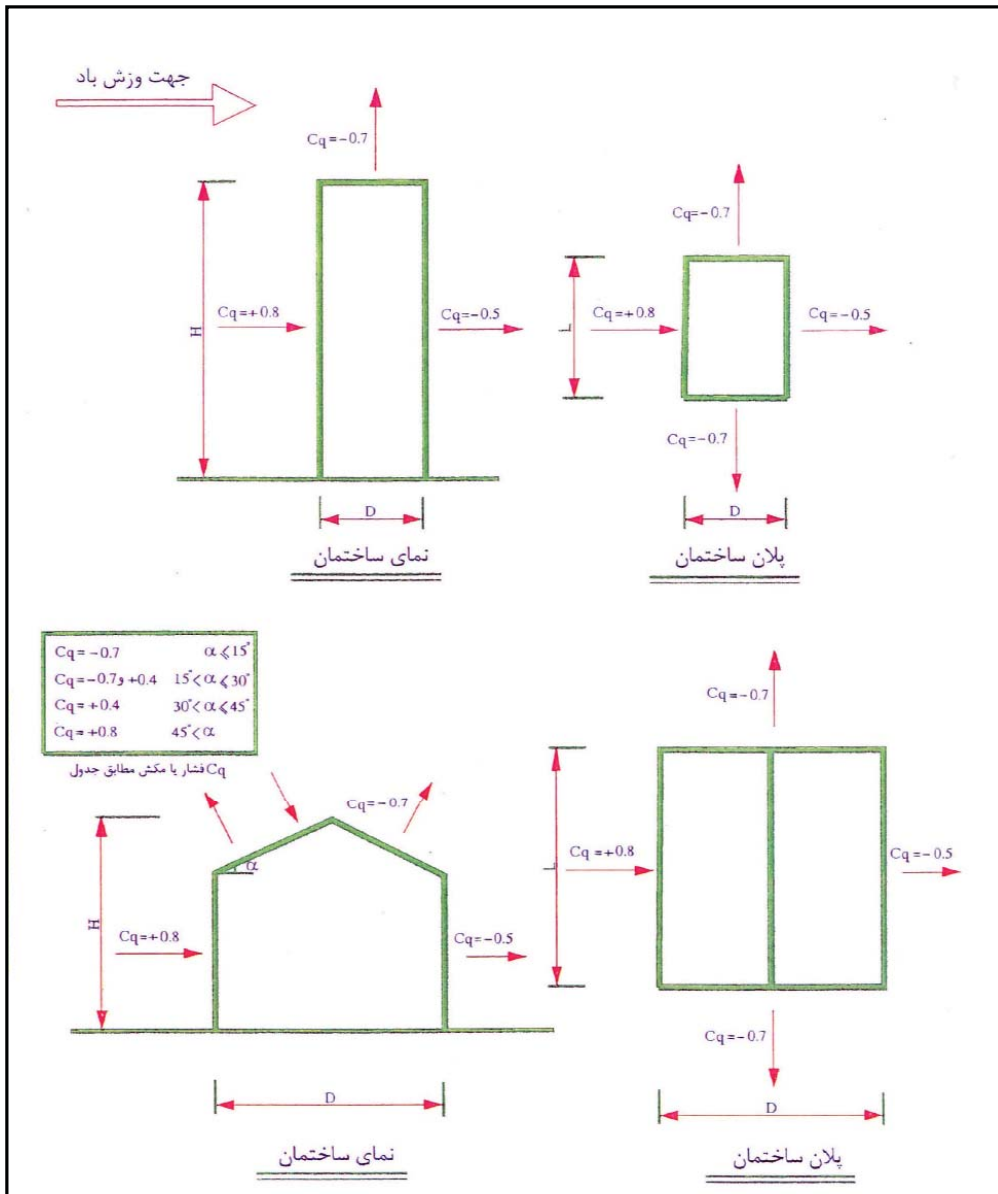 جهت وزش باد
Cq=-0.7
Cq=+0.8
Cq=-0.5
H
D
نمای ساختمان
Cq=-0.7
Cq=+0.8
Cq=-0.5
L
Cq=-0.7
D
پلان ساختمان
Cq=-0.7 α⩽15°
Cq=-0.7و+0.4 15°<α⩽30°
Cq=+0.4 30°<α⩽45°
Cq=+0.8 45°<α
Cq فشار یا مکش مطابق جدول
Cq=-0.7
α
H
Cq=+0.8
Cq=-0.5
D
نمای ساختمان
Cq=-0.7
Cq=+0.8
L
Cq=-0.5
Cq=-0.7
D
پلان ساختمان